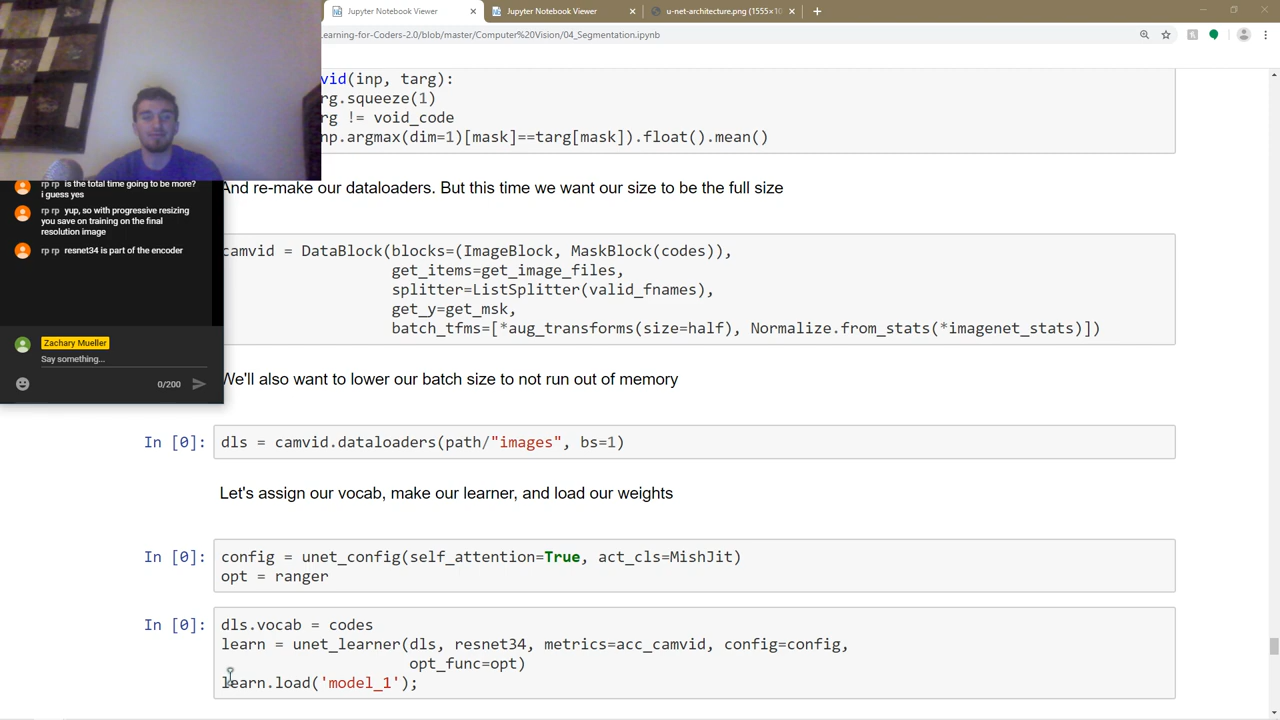 Jupyter Notebook Viewer
Jupyter Notebook Viewer
u-net-architecture.png (1555×10
Learning-for-Coders-2.0/blob/master/Computer%20Vision/04_Segmentation.ipynb
vid(inp, targ):
rg.squeeze(1)
rg != void_code
np.argmax(dim=1)[mask]==targ[mask]).float().mean()
rp rp is the total time going to be more?
i guess yes
rp rp yup, so with progressive resizing
you save on training on the final
resolution image
rp rp resnet34 is part of the encoder
Zachary Mueller
Say something...
0/200
And re-make our dataloaders. But this time we want our size to be the full size
camvid = DataBlock(blocks=(ImageBlock, MaskBlock(codes)),
get_items=get_image_files,
splitter=ListSplitter(valid_fnames),
get_y=get_msk,
batch_tfms=[*aug_transforms(size=half), Normalize.from_stats(*imagenet_stats)])
We'll also want to lower our batch size to not run out of memory
In [0]: dls = camvid.dataloaders(path/"images", bs=1)
Let's assign our vocab, make our learner, and load our weights
In [0]: config = unet_config(self_attention=True, act_cls=MishJit)
opt = ranger
In [0]: dls.vocab = codes
learn = unet_learner(dls, resnet34, metrics=acc_camvid, config=config,
opt_func=opt)
learn.load('model_1');